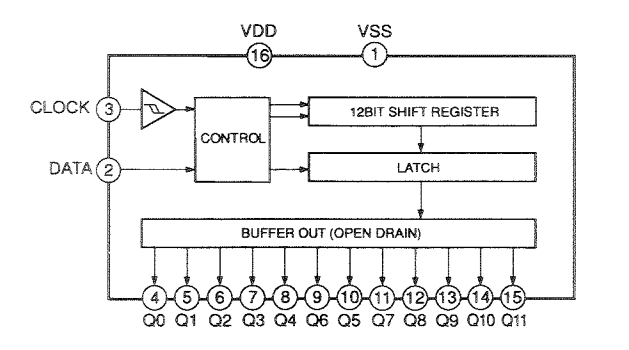 VDD VSS
16 1
CLOCK 3
12BIT SHIFT REGISTER
CONTROL
DATA 2
LATCH
BUFFER OUT (OPEN DRAIN)
4 5 6 7 8 9 10 11 12 13 14 15
Q0 Q1 Q2 Q3 Q4 Q6 Q5 Q7 Q8 Q9 Q10 Q11